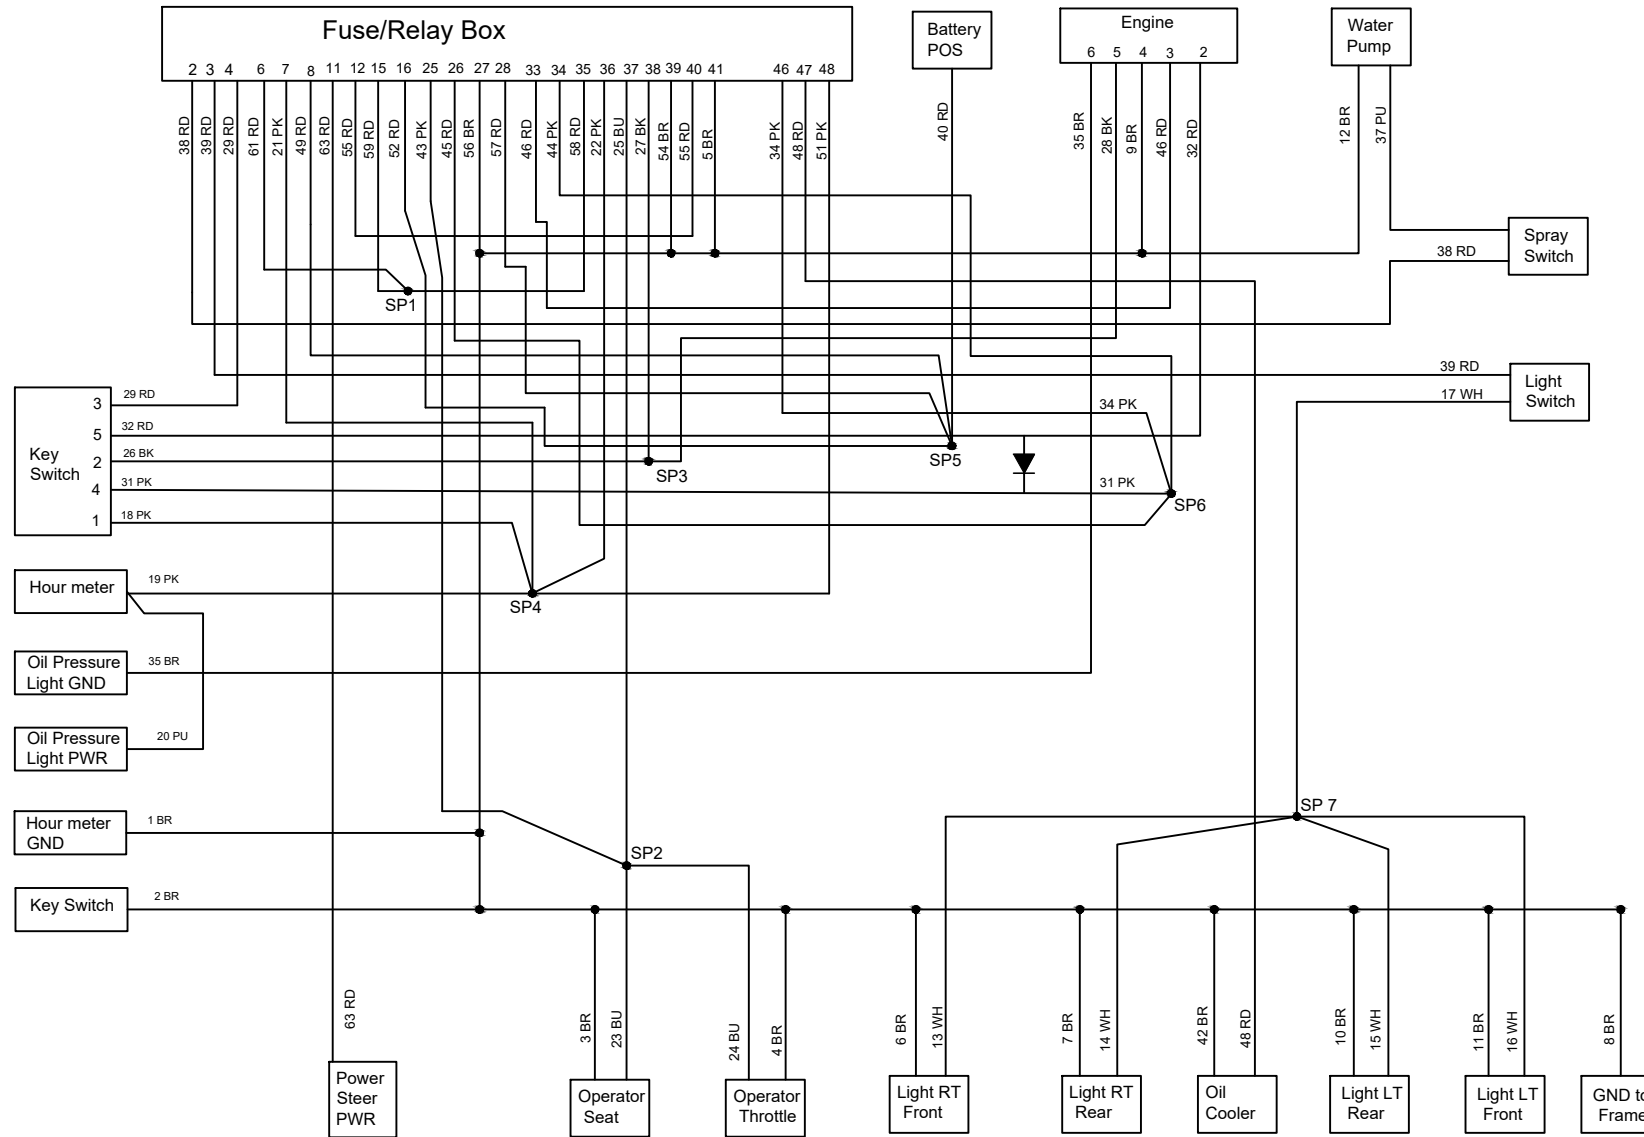 Fuse/Relay Box
2 3 4 6 7 8 11 12 15 16 25 26 27 28 33 34 35 36 37 38 39 40 41 46 47 48
38 RD
39 RD
29 RD
61 RD
21 PK
49 RD
63 RD
55 RD
59 RD
52 RD
43 PK
45 RD
56 BR
57 RD
46 RD
44 PK
58 RD
22 PK
25 BU
27 BK
54 BR
55 RD
5 BR
34 PK
48 RD
51 PK
Battery
POS
40 RD
Engine
6 5 4 3 2
35 BR
28 BK
9 BR
46 RD
32 RD
Water
Pump
12 BR
37 PU
Spray
Switch
38 RD
SP1
39 RD
17 WH
Light
Switch
Key
Switch
3
5
2
4
1
29 RD
32 RD
26 BK
31 PK
18 PK
34 PK
31 PK
SP5
SP3
SP6
Hour meter
19 PK
SP4
Oil Pressure
Light GND
35 BR
Oil Pressure
Light PWR
20 PU
Hour meter
GND
1 BR
SP2
SP 7
Key Switch
2 BR
63 RD
3 BR
23 BU
24 BU
4 BR
6 BR
13 WH
7 BR
14 WH
42 BR
48 RD
10 BR
15 WH
11 BR
16 WH
8 BR
Power
Steer
PWR
Operator
Seat
Operator
Throttle
Light RT
Front
Light RT
Rear
Oil
Cooler
Light LT
Rear
Light LT
Front
GND to
Frame